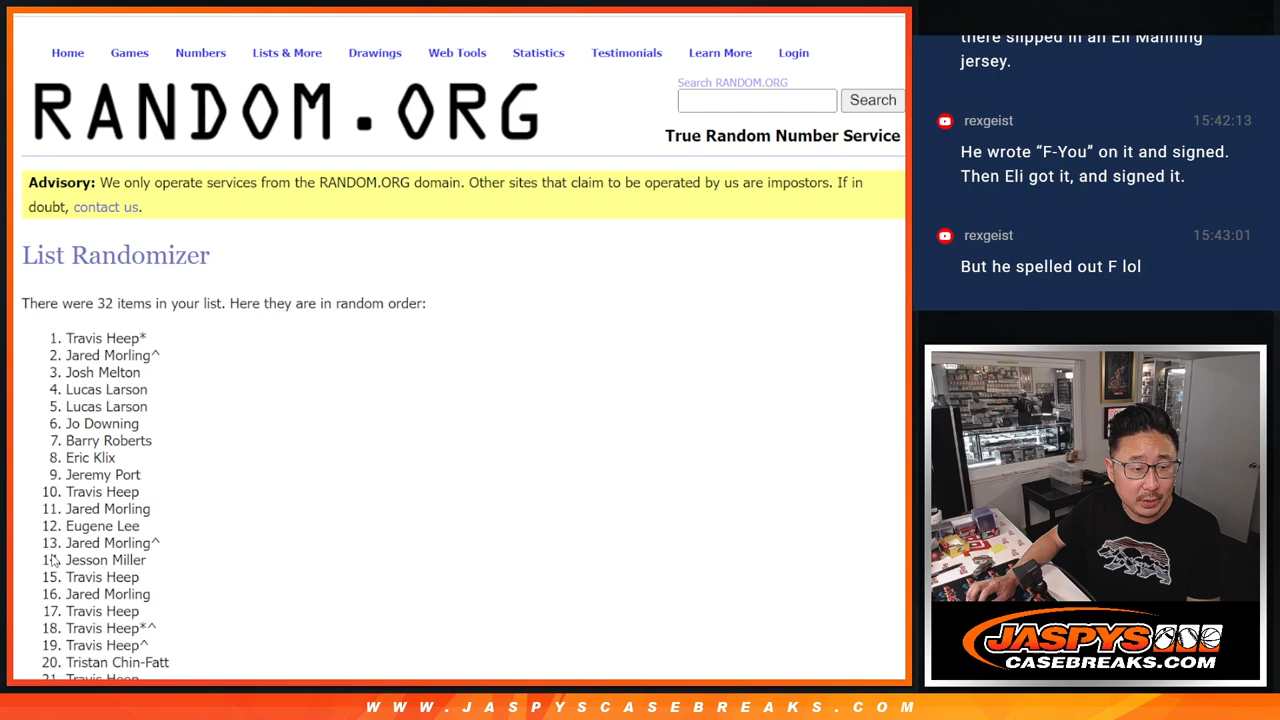 Home Games Numbers Lists & More Drawings Web Tools Statistics Testimonials Learn More Login
RANDOM.ORG
Search RANDOM.ORG
Search
True Random Number Service
Advisory: We only operate services from the RANDOM.ORG domain. Other sites that claim to be operated by us are impostors. If in
doubt, contact us.
List Randomizer
There were 32 items in your list. Here they are in random order:
1. Travis Heep*
2. Jared Morling^
3. Josh Melton
4. Lucas Larson
5. Lucas Larson
6. Jo Downing
7. Barry Roberts
8. Eric Klix
9. Jeremy Port
10. Travis Heep
11. Jared Morling
12. Eugene Lee
13. Jared Morling^
14. Jesson Miller
15. Travis Heep
16. Jared Morling
17. Travis Heep
18. Travis Heep*^
19. Travis Heep^
20. Tristan Chin-Fatt
21. Travis Heep
there slipped in an Eli Manning
jersey.
rexgeist 15:42:13
He wrote “F-You” on it and signed.
Then Eli got it, and signed it.
rexgeist 15:43:01
But he spelled out F lol
JASPYS
CASEBREAKS.COM
WWW.JASPYSCASEBREAKS.COM